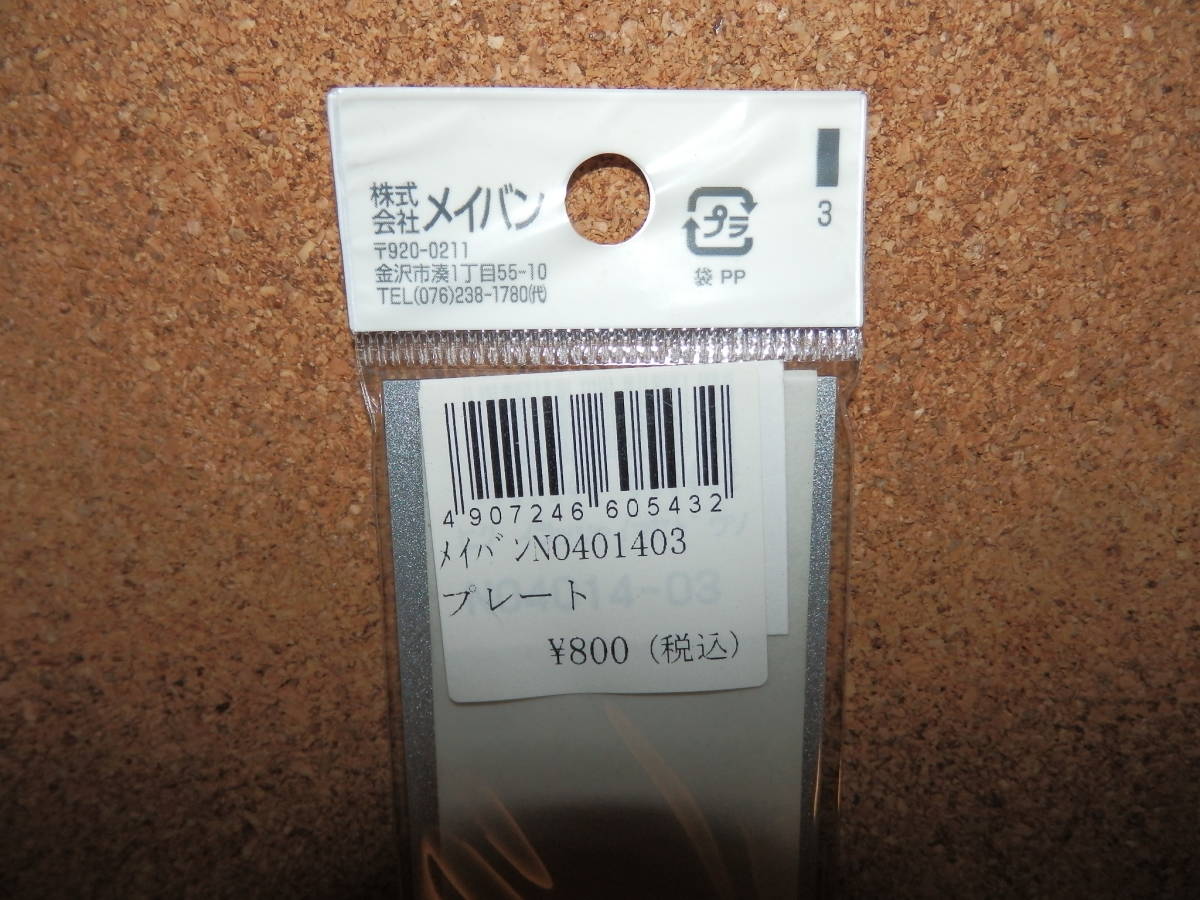 株式会社メイバン
〒920-0211
金沢市湊1丁目55-10
TEL(076)238-1780㈹
プラ
袋 PP
3
4 907246 605432
ﾒｲﾊﾞﾝNO401403
プレート
¥800 (税込)